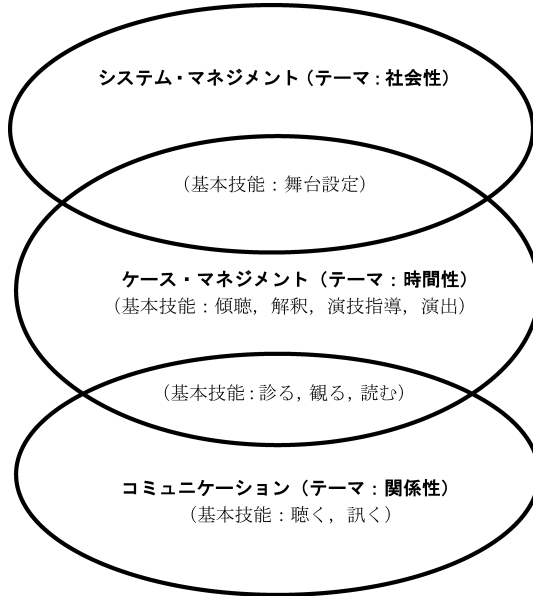 システム・マネジメント（テーマ：社会性）
（基本技能：舞台設定）
ケース・マネジメント（テーマ：時間性）
（基本技能：傾聴，解釈，演技指導，演出）
（基本技能：診る，観る，読む）
コミュニケーション（テーマ：関係性）
（基本技能：聴く，訊く）